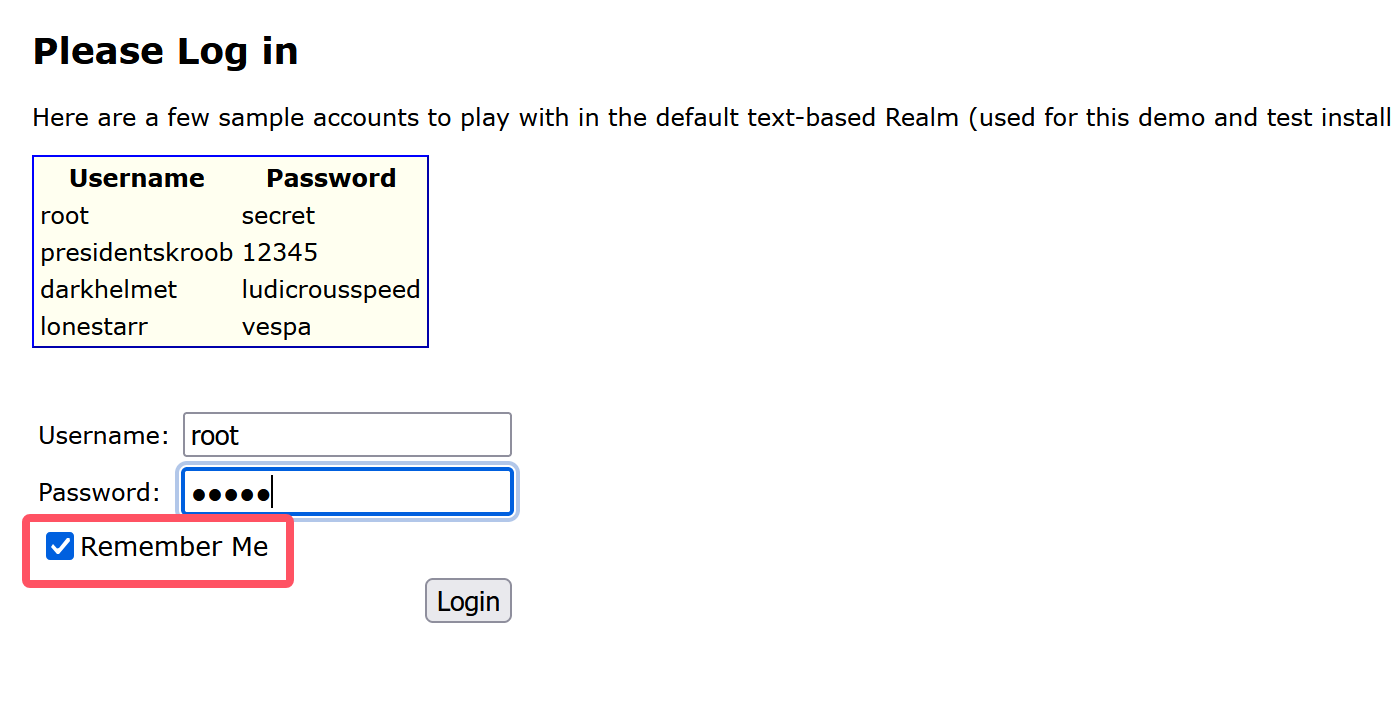 Please Log in
Here are a few sample accounts to play with in the default text-based Realm (used for this demo and test install
Username Password
root secret
presidentskroob 12345
darkhelmet ludicrousspeed
lonestarr vespa
Username: root
Password: •••••
Remember Me
Login